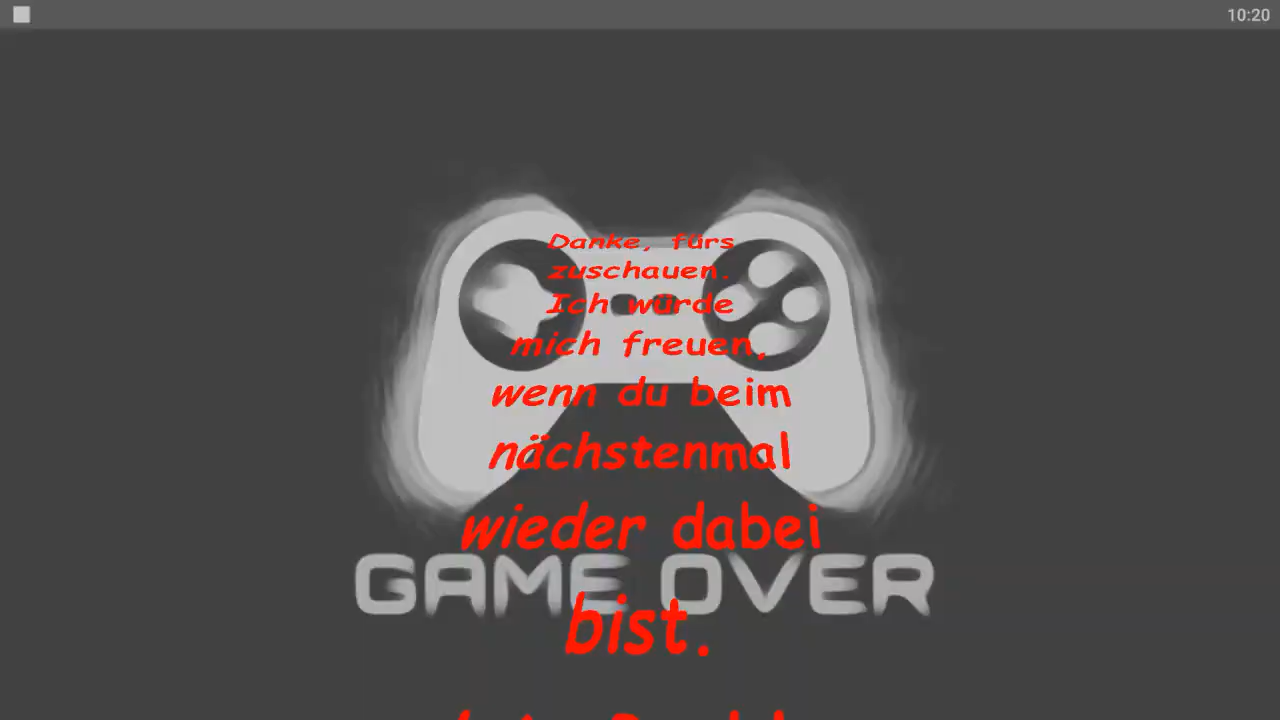 10:20
Danke, fürs
zuschauen.
Ich würde
mich freuen,
wenn du beim
nächstenmal
wieder dabei
GAME OVER
bist.